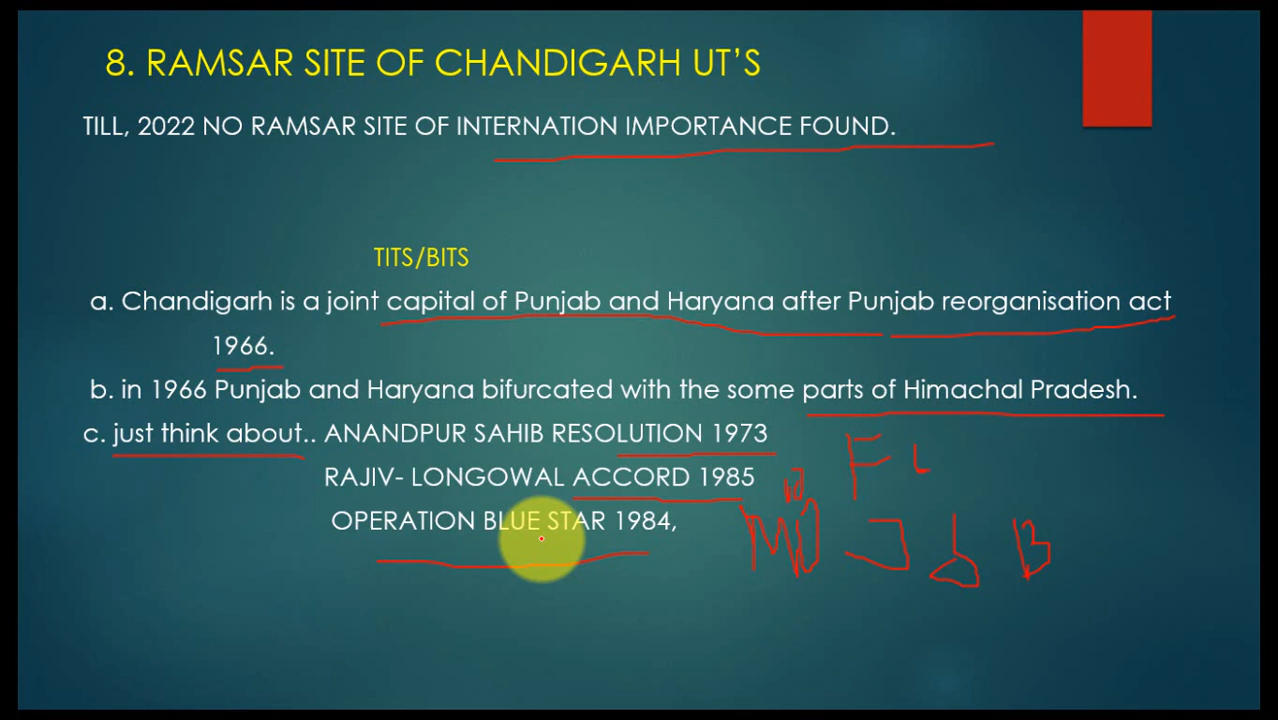 8. RAMSAR SITE OF CHANDIGARH UT’S
TILL, 2022 NO RAMSAR SITE OF INTERNATION IMPORTANCE FOUND.
TITS/BITS
a. Chandigarh is a joint capital of Punjab and Haryana after Punjab reorganisation act
1966.
b. in 1966 Punjab and Haryana bifurcated with the some parts of Himachal Pradesh.
c. just think about.. ANANDPUR SAHIB RESOLUTION 1973
RAJIV- LONGOWAL ACCORD 1985
OPERATION BLUE STAR 1984,